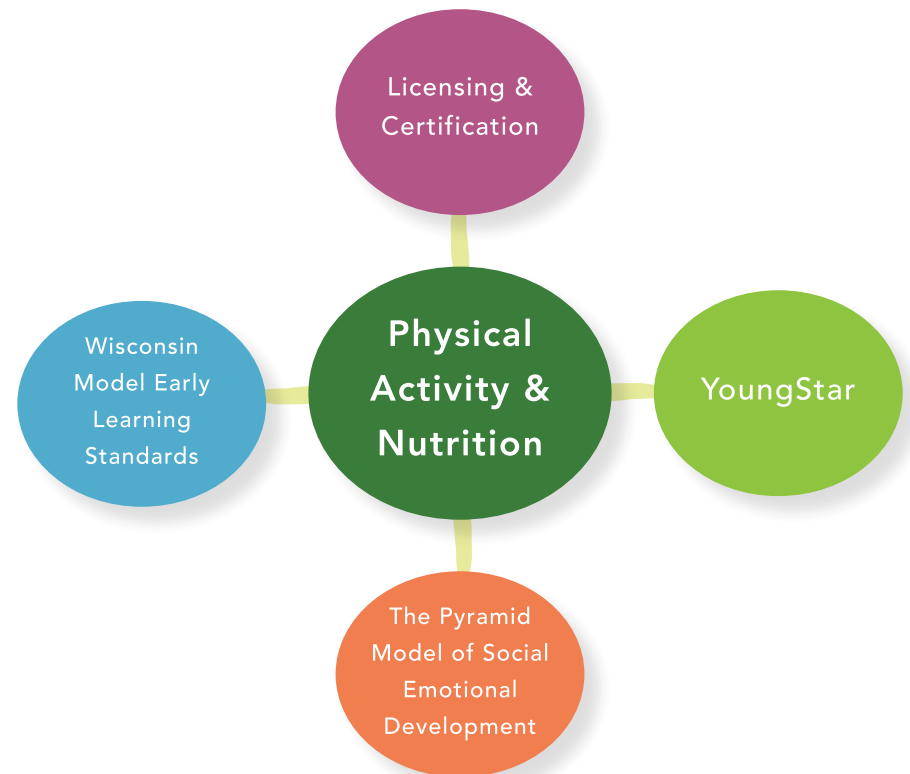 Licensing &
Certification
Physical
Activity &
Nutrition
Wisconsin
Model Early
Learning
Standards
YoungStar
The Pyramid
Model of Social
Emotional
Development